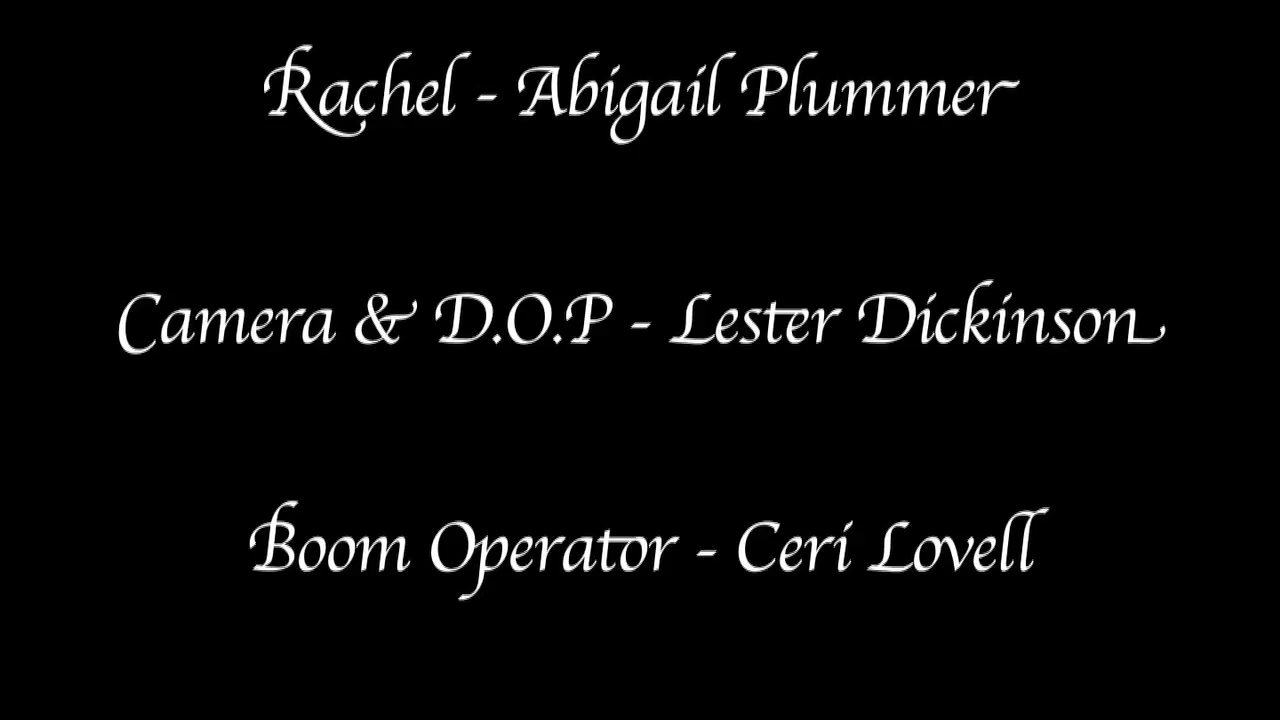 Rachel - Abigail Plummer
Camera & D.O.P - Lester Dickinson
Boom Operator - Ceri Lovell